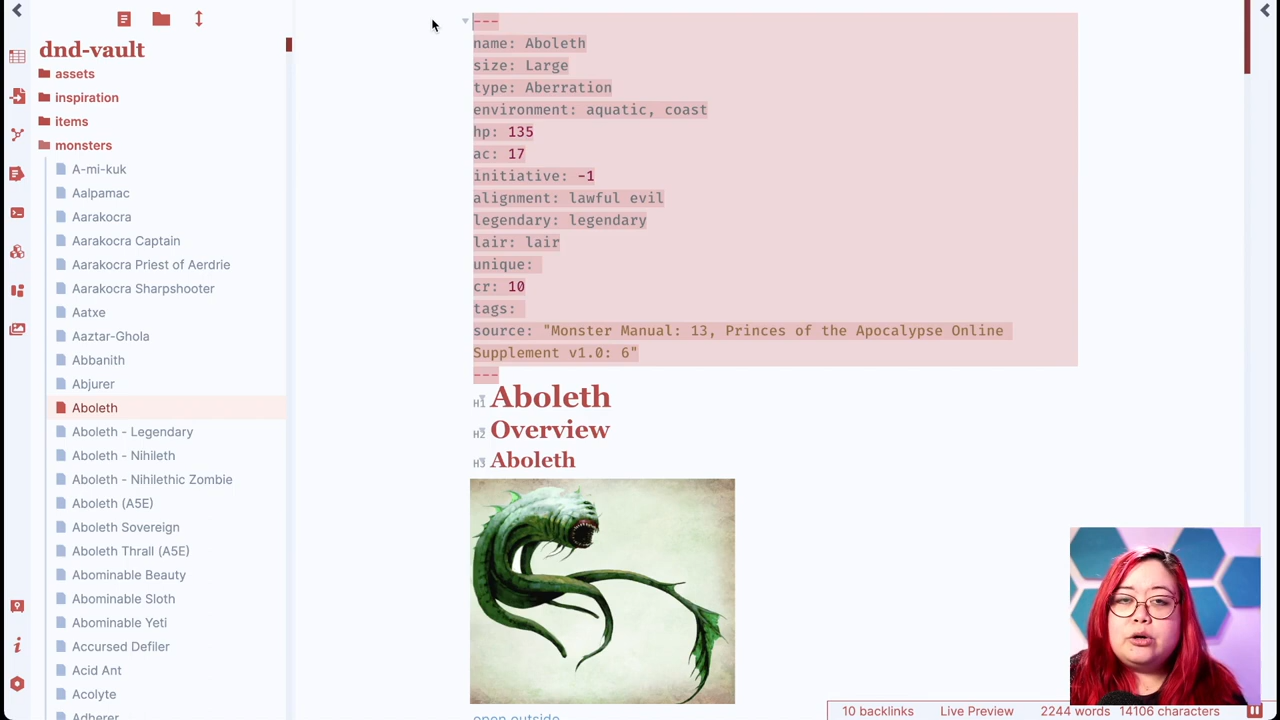 dnd-vault
assets
inspiration
items
monsters
A-mi-kuk
Aalpamac
Aarakocra
Aarakocra Captain
Aarakocra Priest of Aerdrie
Aarakocra Sharpshooter
Aatxe
Aaztar-Ghola
Abbanith
Abjurer
Aboleth
Aboleth - Legendary
Aboleth - Nihileth
Aboleth - Nihilethic Zombie
Aboleth (A5E)
Aboleth Sovereign
Aboleth Thrall (A5E)
Abominable Beauty
Abominable Sloth
Abominable Yeti
Accursed Defiler
Acid Ant
Acolyte
Adherer
---
name: Aboleth
size: Large
type: Aberration
environment: aquatic, coast
hp: 135
ac: 17
initiative: -1
alignment: lawful evil
legendary: legendary
lair: lair
unique:
cr: 10
tags:
source: "Monster Manual: 13, Princes of the Apocalypse Online
Supplement v1.0: 6"
---
H1 Aboleth
H2 Overview
H3 Aboleth
open outside
10 backlinks Live Preview 2244 words 14106 characters